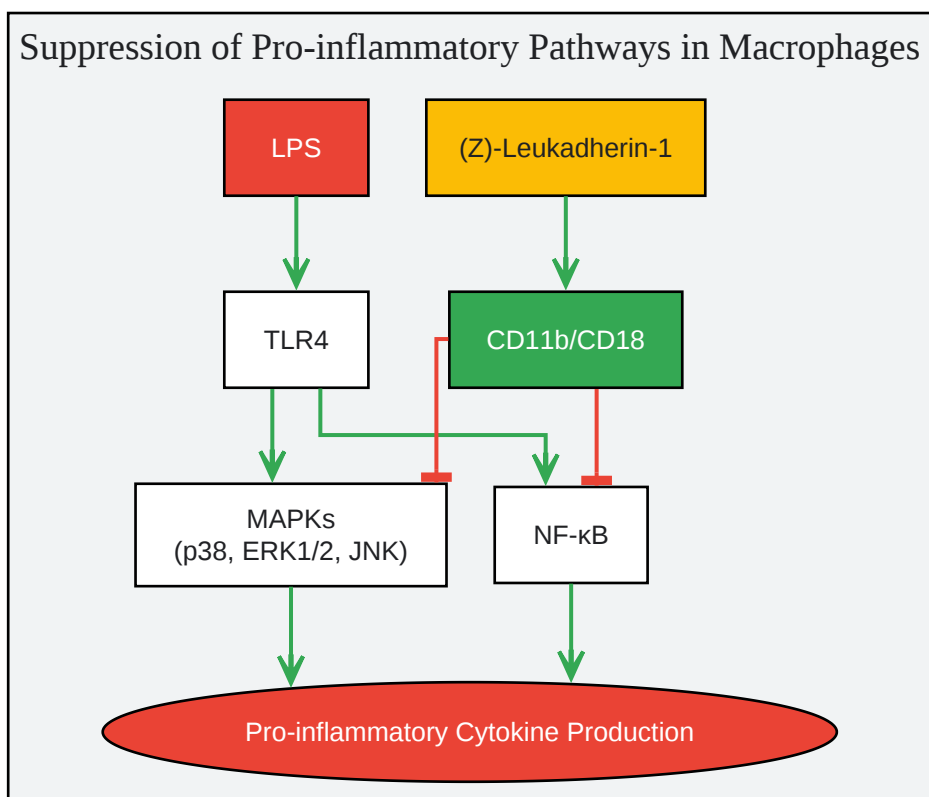 Suppression of Pro-inflammatory Pathways in Macrophages
LPS
(Z)-Leukadherin-1
TLR4
CD11b/CD18
MAPKs
(p38, ERK1/2, JNK)
NF-κB
Pro-inflammatory Cytokine Production